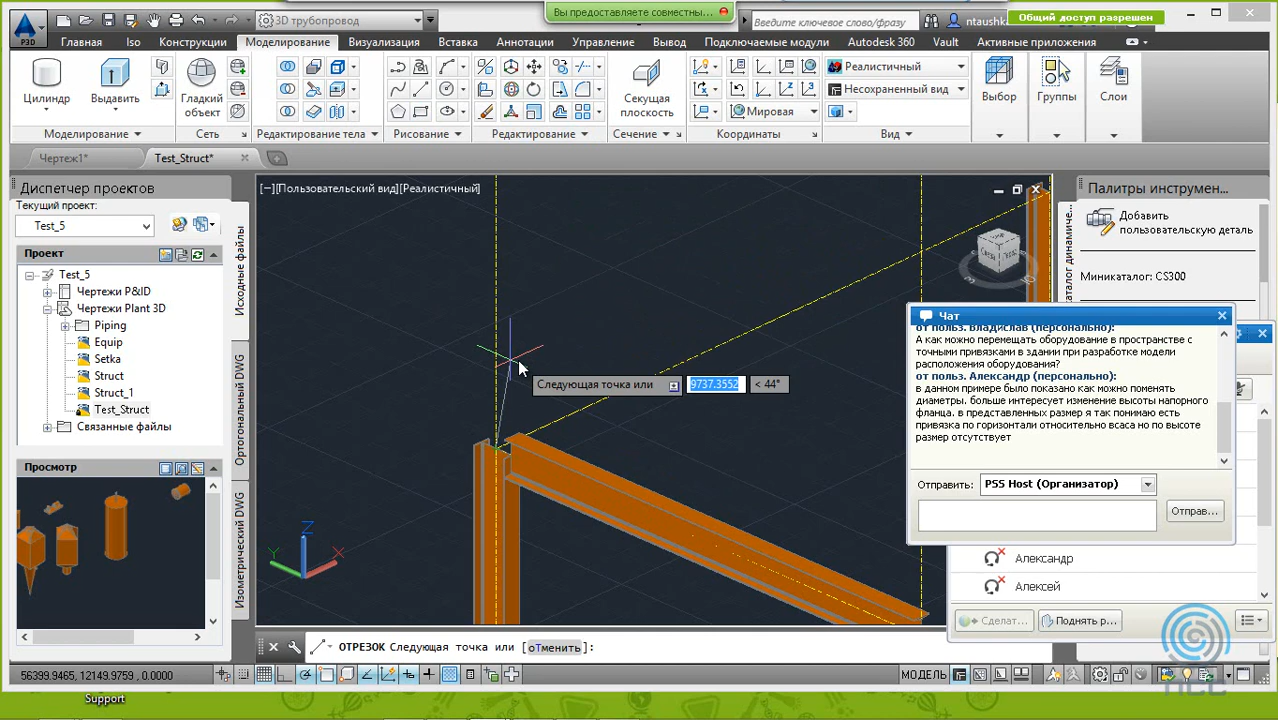 P3D
3D трубопровод
Вы предоставляете совместны...
Введите ключевое слово/фразу
ntaushka
Общий доступ разрешен
Главная Iso Конструкции Моделирование Визуализация Вставка Аннотации Управление Вывод Подключаемые модули Autodesk 360 Vault Активные приложения
Цилиндр
Выдавить
Гладкий
объект
Секущая
плоскость
Реалистичный
Несохраненный вид
Мировая
Выбор
Группы
Слои
Моделирование Сеть Редактирование тела Рисование Редактирование Сечение Координаты Вид
Чертеж1* Test_Struct*
Диспетчер проектов
Текущий проект:
Test_5
Проект
Test_5
Чертежи P&ID
Чертежи Plant 3D
Piping
Equip
Setka
Struct
Struct_1
Test_Struct
Связанные файлы
Просмотр
Исходные файлы
Ортогональный DWG
Изометрический DWG
[−][Пользовательский вид][Реалистичный]
Следующая точка или 9737.3552 < 44°
Z
Y
X
Палитры инструмен...
Добавить
пользовательскую деталь
Миникаталог: CS300
Чат
от польз. Владислав (персонально):
А как можно перемещать оборудование в пространстве с
точными привязками в здании при разработке модели
расположения оборудования?
от польз. Александр (персонально):
в данном примере было показано как можно поменять
диаметры. больше интересует изменение высоты напорного
фланца. в представленных размер я так понимаю есть
привязка по горизонтали относительно всаса но по высоте
размер отсутствует
Отправить: PSS Host (Организатор)
Отправ...
Александр
Алексей
Сделат...
Поднять р...
ОТРЕЗОК Следующая точка или [оТменить]:
56399.9465, 12149.9759 , 0.0000
МОДЕЛЬ
Support